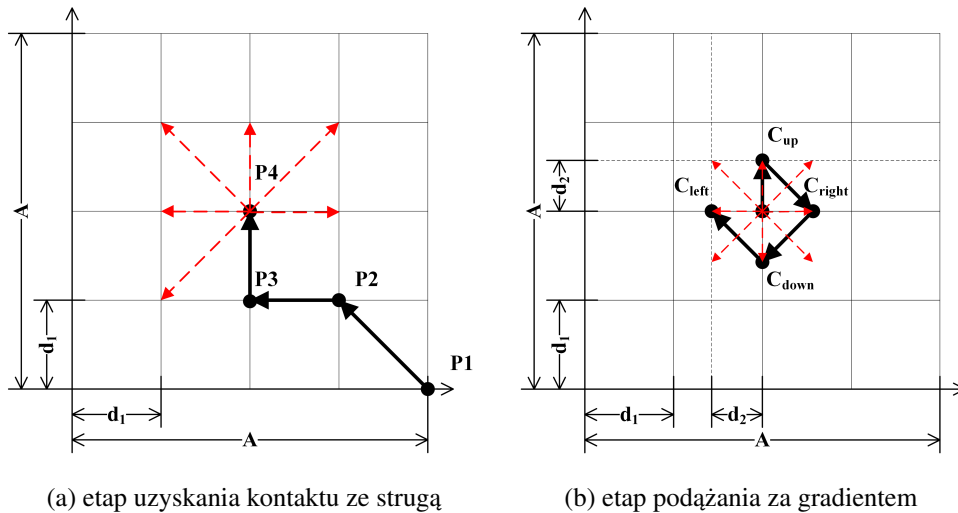 P4
A
P3
P2
d₁
P1
d₁
A
(a) etap uzyskania kontaktu ze strugą
C_up
d₂
C_left
C_right
A
C_down
d₁
d₁
d₂
A
(b) etap podążania za gradientem